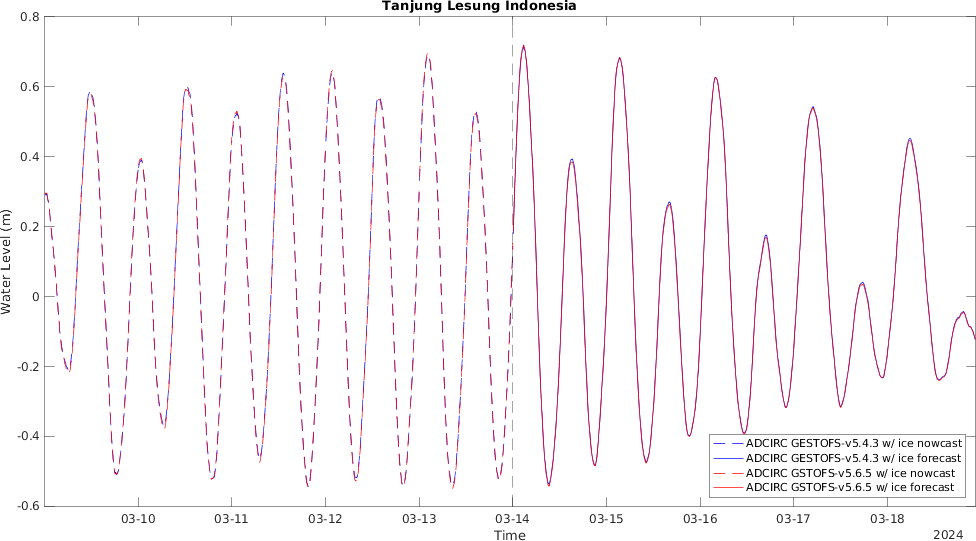 Tanjung Lesung Indonesia
0.8
0.6
0.4
0.2
0
-0.2
-0.4
-0.6
Water Level (m)
ADCIRC GESTOFS-v5.4.3 w/ ice nowcast
ADCIRC GESTOFS-v5.4.3 w/ ice forecast
ADCIRC GSTOFS-v5.6.5 w/ ice nowcast
ADCIRC GSTOFS-v5.6.5 w/ ice forecast
03-10 03-11 03-12 03-13 03-14 03-15 03-16 03-17 03-18
Time
2024